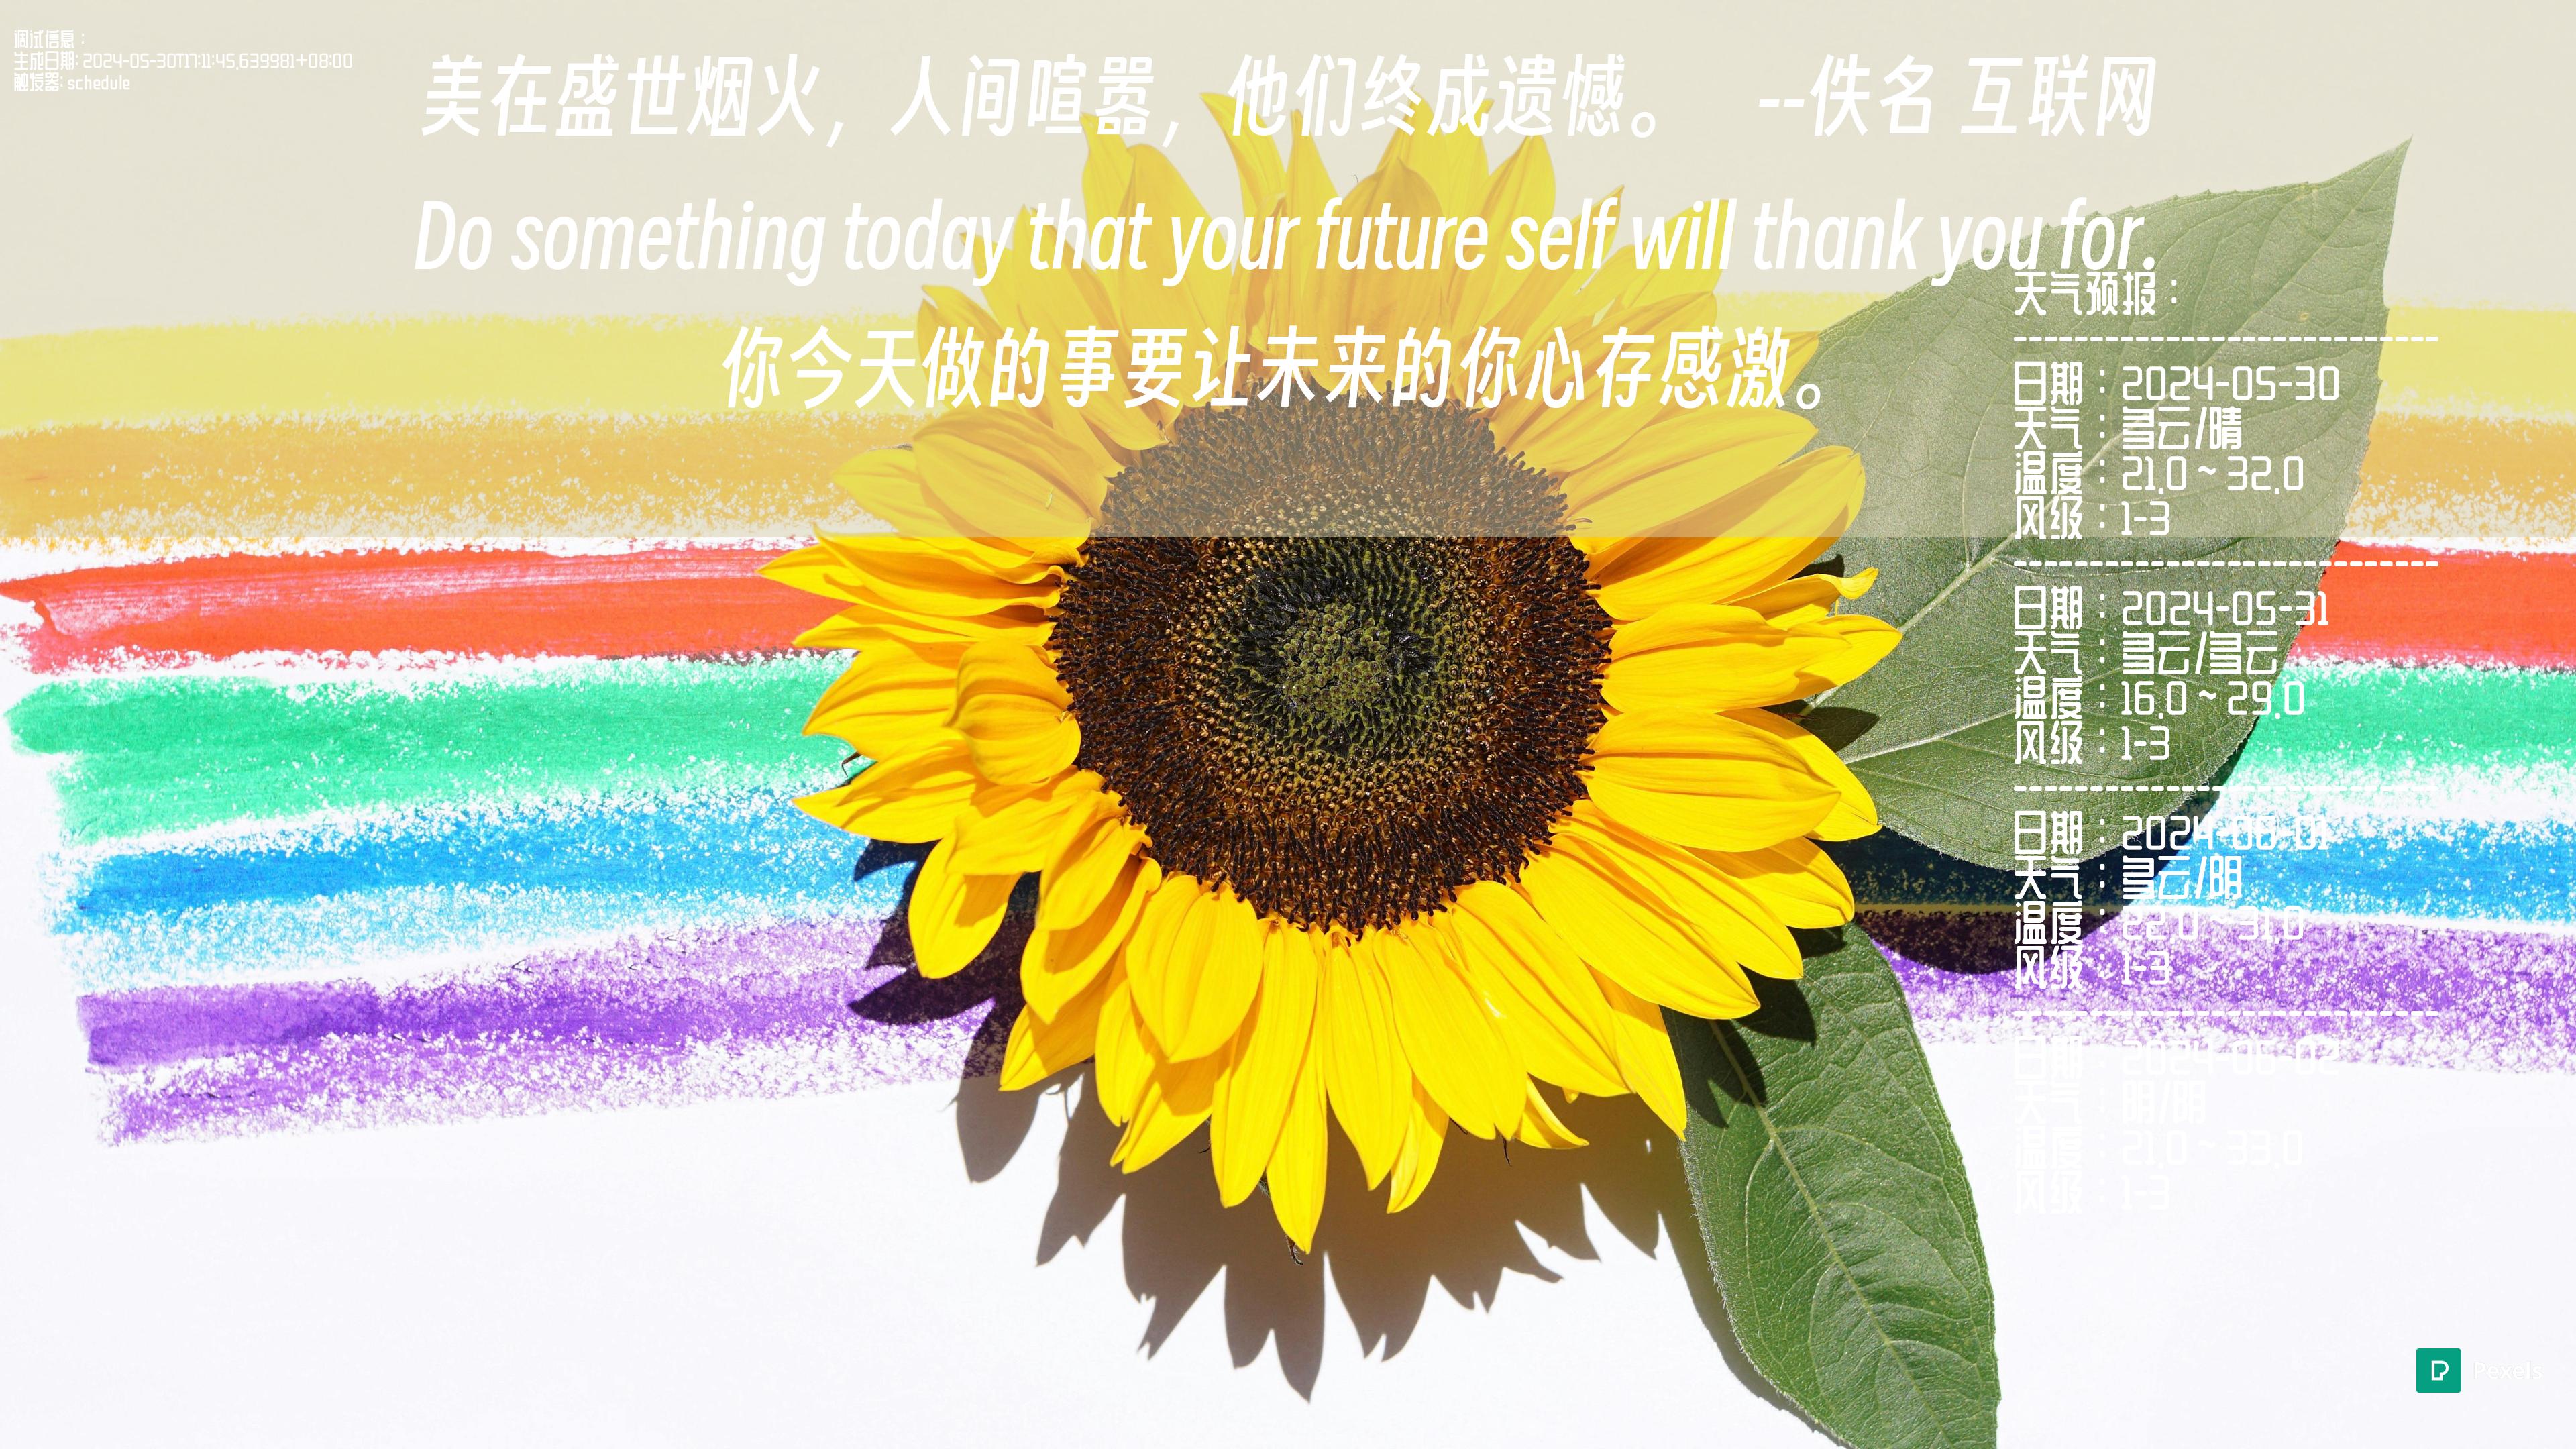 调试信息：
生成日期: 2024-05-30T17:11:45.639981+08:00
触发器: schedule
美在盛世烟火，人间喧嚣，他们终成遗憾。 --佚名 互联网
Do something today that your future self will thank you for.
你今天做的事要让未来的你心存感激。
天气预报：
------------------------------
日期：2024-05-30
天气：多云/晴
温度：21.0 ~ 32.0
风级：1-3
------------------------------
日期：2024-05-31
天气：多云/多云
温度：16.0 ~ 29.0
风级：1-3
------------------------------
日期：2024-06-01
天气：多云/阴
温度：22.0 ~ 31.0
风级：1-3
------------------------------
日期：2024-06-02
天气：阴/阴
温度：21.0 ~ 33.0
风级：1-3
Pexels